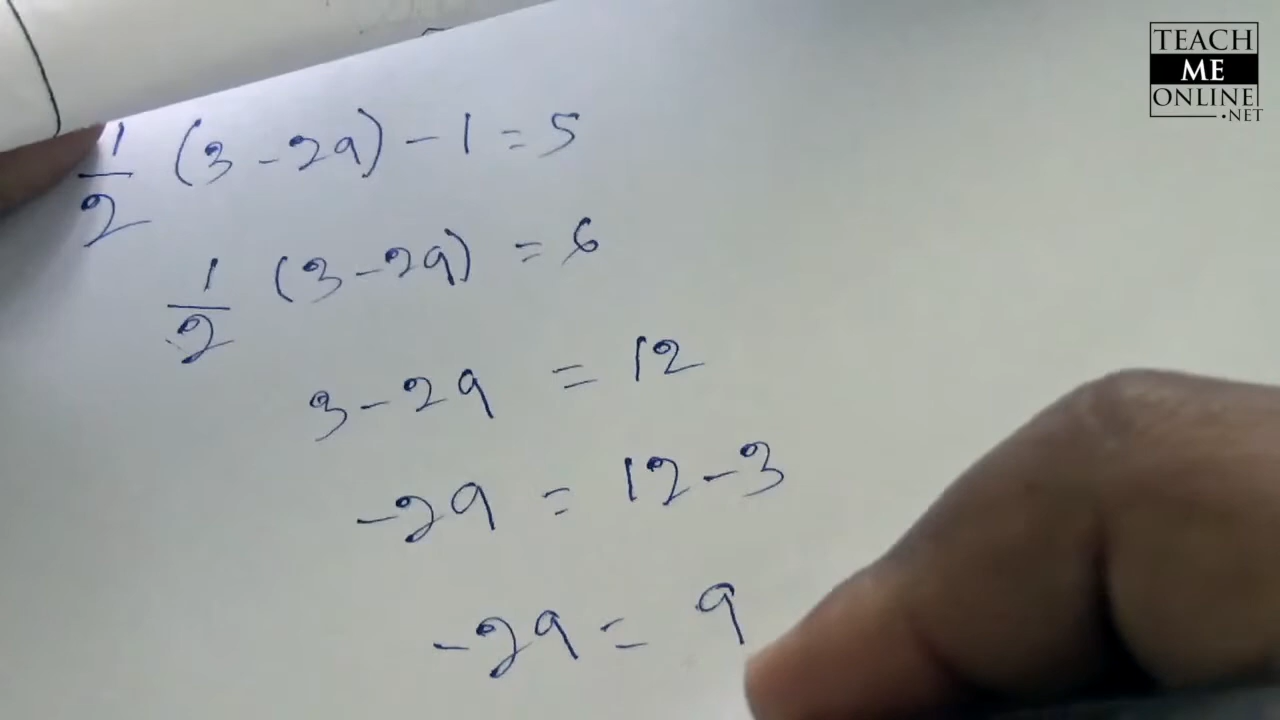 1/2 (3 - 2a) - 1 = 5
1/2 (3 - 2a) = 6
3 - 2a = 12
-2a = 12 - 3
-2a = 9
TEACH
ME
ONLINE
.NET